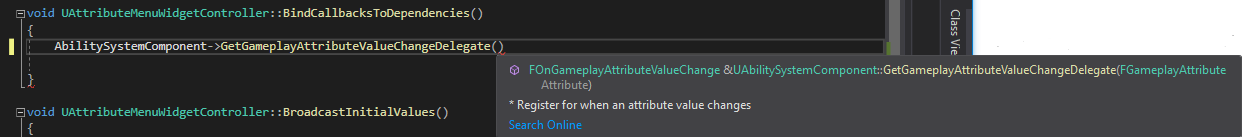 void UAttributeMenuWidgetController::BindCallbacksToDependencies()
{
AbilitySystemComponent->GetGameplayAttributeValueChangeDelegate()
}
void UAttributeMenuWidgetController::BroadcastInitialValues()
{
Class Vie
FOnGameplayAttributeValueChange &UAbilitySystemComponent::GetGameplayAttributeValueChangeDelegate(FGameplayAttribute
Attribute)
* Register for when an attribute value changes
Search Online